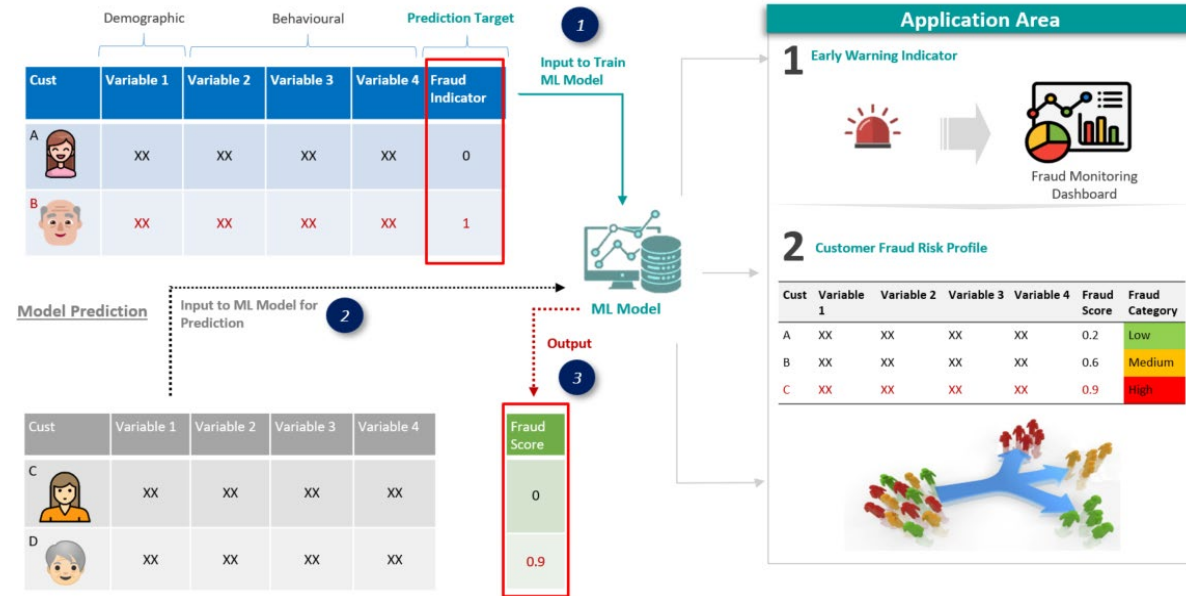 Demographic
Behavioural
Prediction Target
1
Input to Train
ML Model
Cust Variable 1 Variable 2 Variable 3 Variable 4 Fraud
Indicator
A
XX XX XX XX 0
B
XX XX XX XX 1
Model Prediction
Input to ML Model for
Prediction
2
ML Model
Output
3
Cust Variable 1 Variable 2 Variable 3 Variable 4
Fraud
Score
C
XX XX XX XX 0
D
XX XX XX XX 0.9
Application Area
1 Early Warning Indicator
Fraud Monitoring
Dashboard
2 Customer Fraud Risk Profile
Cust Variable Variable 2 Variable 3 Variable 4 Fraud Fraud
1 Score Category
A XX XX XX XX 0.2 Low
B XX XX XX XX 0.6 Medium
C XX XX XX XX 0.9 High